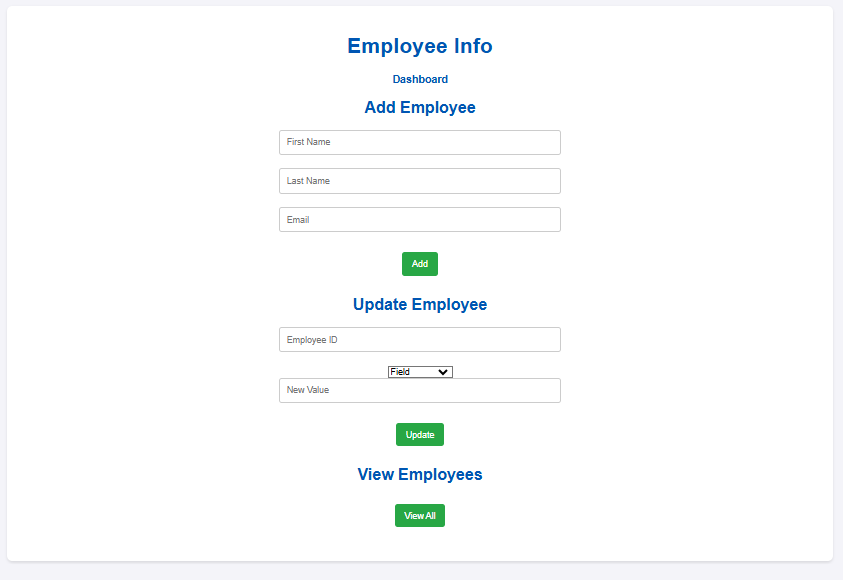 Employee Info
Dashboard
Add Employee
First Name
Last Name
Email
Add
Update Employee
Employee ID
Field
New Value
Update
View Employees
View All